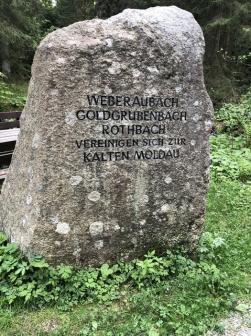 WEBERAUBACH
GOLDGRUBENBACH
ROTHBACH
VEREINIGEN SICH ZUR
KALTEN MOLDAU